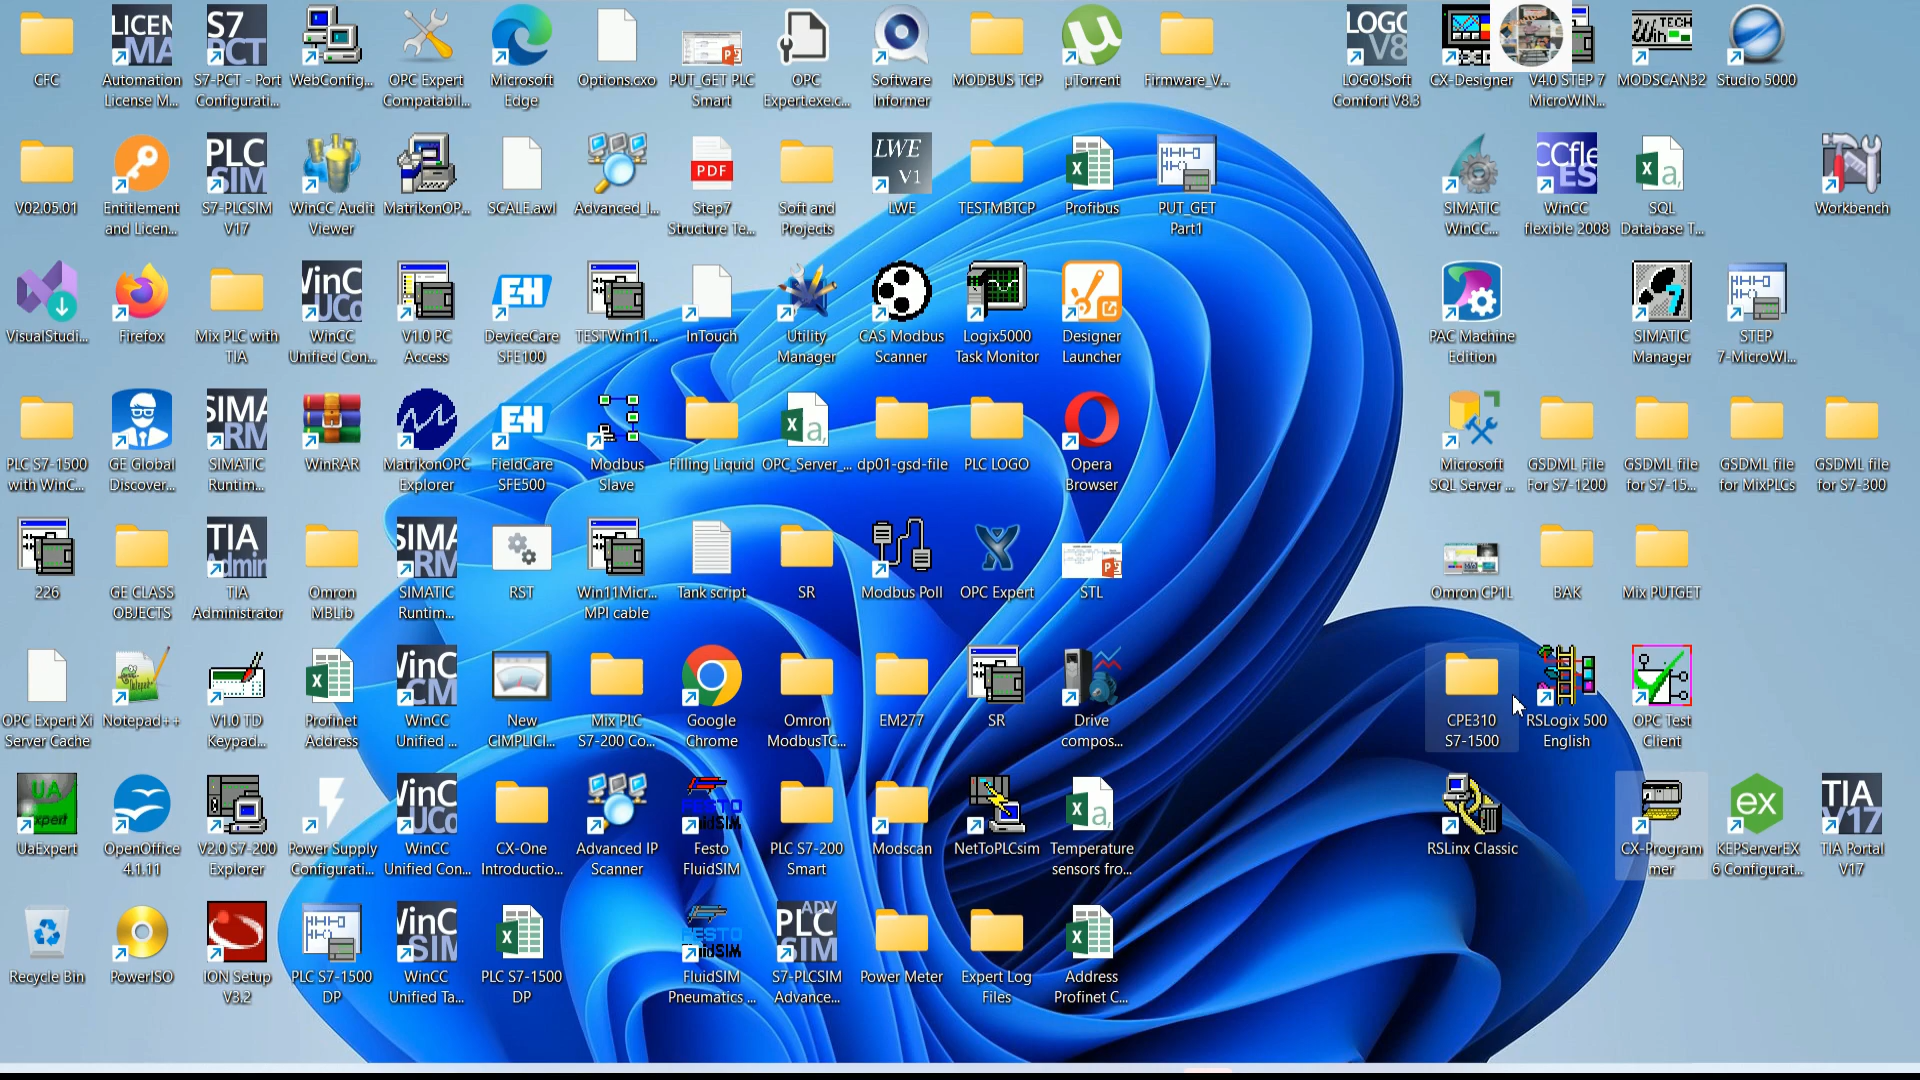 CFC
Automation
License M...
S7-PCT - Port
Configurati...
WebConfig...
OPC Expert
Compatabil...
Microsoft
Edge
Options.cxo
PUT_GET PLC
Smart
OPC
Expert.exe.c...
Software
Informer
MODBUS TCP
µTorrent
Firmware_V...
LOGO!Soft
Comfort V8.3
CX-Designer
V4.0 STEP 7
MicroWIN...
MODSCAN32
Studio 5000
V02.05.01
Entitlement
and Licen...
S7-PLCSIM
V17
WinCC Audit
Viewer
MatrikonOP...
SCALE.awl
Advanced_I...
Step7
Structure Te...
Soft and
Projects
LWE
TESTMBTCP
Profibus
PUT_GET
Part1
SIMATIC
WinCC...
WinCC
flexible 2008
SQL
Database T...
Workbench
VisualStudi...
Firefox
Mix PLC with
TIA
WinCC
Unified Con...
V1.0 PC
Access
DeviceCare
SFE100
TESTWin11...
InTouch
Utility
Manager
CAS Modbus
Scanner
Logix5000
Task Monitor
Designer
Launcher
PAC Machine
Edition
SIMATIC
Manager
STEP
7-MicroWI...
PLC S7-1500
with WinC...
GE Global
Discover...
SIMATIC
Runtim...
WinRAR
MatrikonOPC
Explorer
FieldCare
SFE500
Modbus
Slave
Filling Liquid
OPC_Server_...
dp01-gsd-file
PLC LOGO
Opera
Browser
Microsoft
SQL Server ...
GSDML File
For S7-1200
GSDML file
for S7-15...
GSDML file
for MixPLCs
GSDML file
for S7-300
226
GE CLASS
OBJECTS
TIA
Administrator
Omron
MBLib
SIMATIC
Runtim...
RST
Win11Micr...
MPI cable
Tank script
SR
Modbus Poll
OPC Expert
STL
Omron CP1L
BAK
Mix PUTGET
OPC Expert Xi
Server Cache
Notepad++
V1.0 TD
Keypad...
Profinet
Address
WinCC
Unified ...
New
CIMPLICI...
Mix PLC
S7-200 Co...
Google
Chrome
Omron
ModbusTC...
EM277
SR
Drive
compos...
CPE310
S7-1500
RSLogix 500
English
OPC Test
Client
UaExpert
OpenOffice
4.1.11
V2.0 S7-200
Explorer
Power Supply
Configurati...
WinCC
Unified Con...
CX-One
Introductio...
Advanced IP
Scanner
Festo
FluidSIM
PLC S7-200
Smart
Modscan
NetToPLCsim
Temperature
sensors fro...
RSLinx Classic
CX-Program
mer
KEPServerEX
6 Configurat...
TIA Portal
V17
Recycle Bin
PowerISO
ION Setup
V3.2
PLC S7-1500
DP
WinCC
Unified Ta...
PLC S7-1500
DP
FluidSIM
Pneumatics ...
S7-PLCSIM
Advance...
Power Meter
Expert Log
Files
Address
Profinet C...